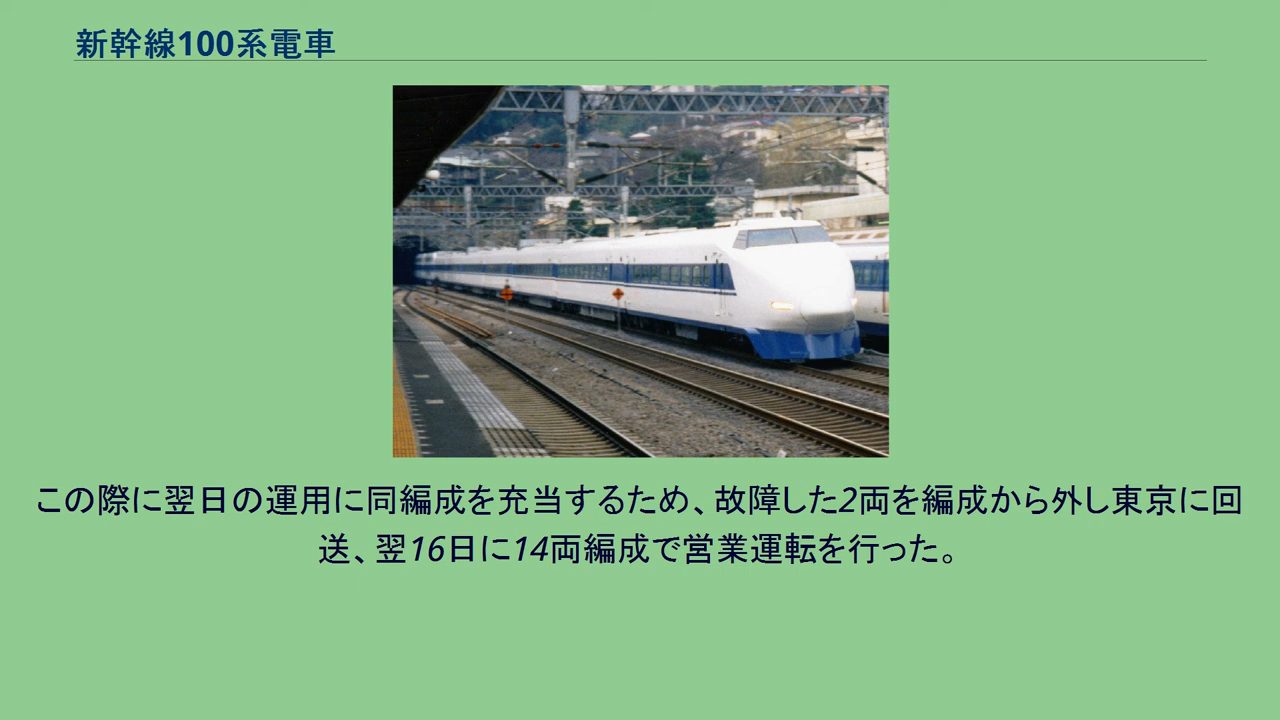 新幹線100系電車
この際に翌日の運用に同編成を充当するため、故障した2両を編成から外し東京に回
送、翌16日に14両編成で営業運転を行った。